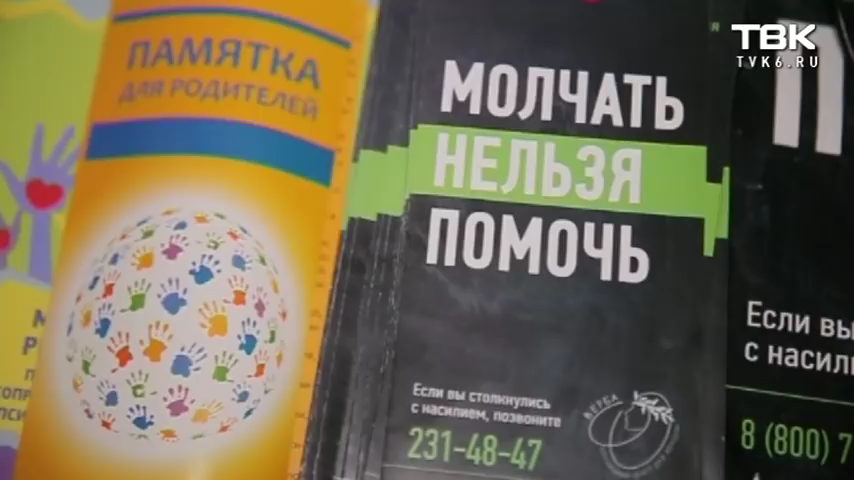 ТВК
TVK6.RU
ПАМЯТКА
ДЛЯ РОДИТЕЛЕЙ
МОЛЧАТЬ
НЕЛЬЗЯ
ПОМОЧЬ
Если вы столкнулись
с насилием, позвоните
231-48-47
ВЕРБА
Если вы
с насил
8 (800) 7